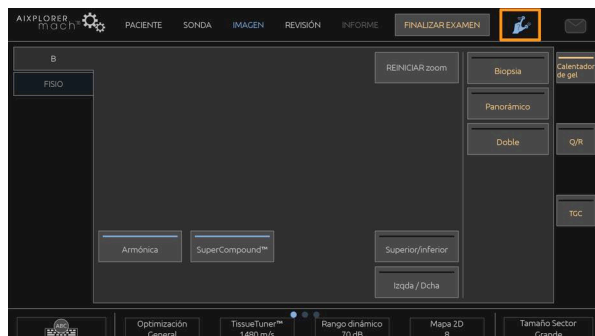 AIXPLORER
mach
PACIENTE SONDA IMAGEN REVISIÓN INFORME FINALIZAR EXAMEN
B
FISIO
REINICIAR zoom
Biopsia
Calentador
de gel
Panorámico
Doble
Q/R
TGC
Armónica
SuperCompound™
Superior/inferior
Izqda / Dcha
ABC
Optimización
General
TissueTuner™
1480 m/s
Rango dinámico
70 dB
Mapa 2D
8
Tamaño Sector
Grande